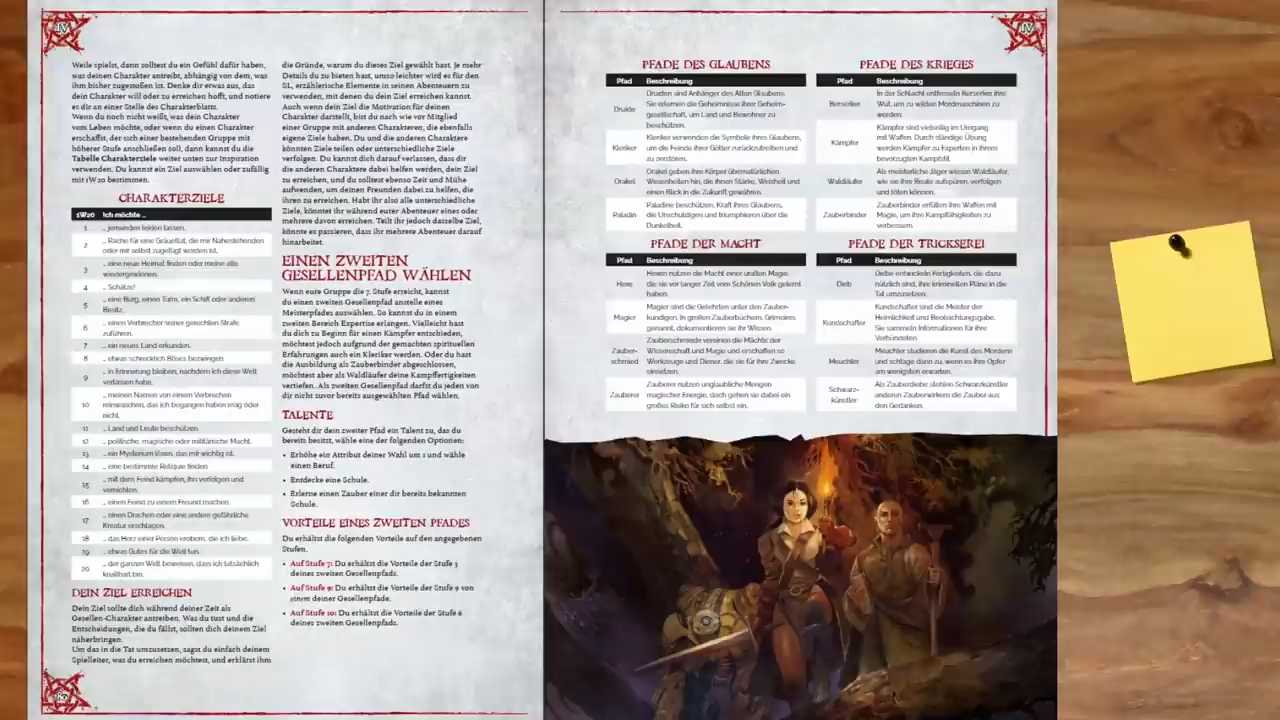 IV
Weile spielst, dann solltest du ein Gefühl dafür haben,
was deinen Charakter antreibt, abhängig von dem, was
ihm bisher zugestoßen ist. Denke dir etwas aus, das
dein Charakter will oder zu erreichen hofft, und notiere
es dir an einer Stelle des Charakterblatts.
Wenn du noch nicht weißt, was dein Charakter
vom Leben möchte, oder wenn du einen Charakter
erschaffst, der sich einer bestehenden Gruppe mit
höherer Stufe anschließen soll, dann kannst du die
Tabelle Charakterziele weiter unten zur Inspiration
verwenden. Du kannst ein Ziel auswählen oder zufällig
mit 1W20 bestimmen.
CHARAKTERZIELE
1W20 Ich möchte ...
1 ... jemanden leiden lassen.
2 ... Rache für eine Gräueltat, die mir Nahestehenden
oder mir selbst zugefügt worden ist.
3 ... eine neue Heimat finden oder meine alte
wiedergewinnen.
4 ... Schätze!
5 ... eine Burg, einen Turm, ein Schiff oder anderen
Besitz.
6 ... einen Verbrecher seiner gerechten Strafe
zuführen.
7 ... ein neues Land erkunden.
8 ... etwas schrecklich Böses bezwingen.
9 ... in Erinnerung bleiben, nachdem ich diese Welt
verlassen habe.
10 ... meinen Namen von einem Verbrechen
reinwaschen, das ich begangen haben mag oder
nicht.
11 ... Land und Leute beschützen.
12 ... politische, magische oder militärische Macht.
13 ... ein Mysterium lösen, das mir wichtig ist.
14 ... eine bestimmte Reliquie finden.
15 ... mit dem Feind kämpfen, ihn verfolgen und
vernichten.
16 ... einen Feind zu einem Freund machen.
17 ... einen Drachen oder eine andere gefährliche
Kreatur erschlagen.
18 ... das Herz einer Person erobern, die ich liebe.
19 ... etwas Gutes für die Welt tun.
20 ... der ganzen Welt beweisen, dass ich tatsächlich
knallhart bin.
DEIN ZIEL ERREICHEN
Dein Ziel sollte dich während deiner Zeit als
Gesellen-Charakter antreiben. Was du tust und die
Entscheidungen, die du fällst, sollten dich deinem Ziel
näherbringen.
Um das in die Tat umzusetzen, sagst du einfach deinem
Spielleiter, was du erreichen möchtest, und erklärst ihm
die Gründe, warum du dieses Ziel gewählt hast. Je mehr
Details du zu bieten hast, umso leichter wird es für den
SL, erzählerische Elemente in seinen Abenteuern zu
verwenden, mit denen du dein Ziel erreichen kannst.
Auch wenn dein Ziel die Motivation für deinen
Charakter darstellt, bist du nach wie vor Mitglied
einer Gruppe mit anderen Charakteren, die ebenfalls
eigene Ziele haben. Du und die anderen Charaktere
könnten Ziele teilen oder unterschiedliche Ziele
verfolgen. Du kannst dich darauf verlassen, dass dir
die anderen Charaktere dabei helfen werden, dein Ziel
zu erreichen, und du solltest ebenso Zeit und Mühe
aufwenden, um deinen Freunden dabei zu helfen, die
ihren zu erreichen. Habt ihr also alle unterschiedliche
Ziele, könntet ihr während eurer Abenteuer eines oder
mehrere davon erreichen. Teilt ihr jedoch dasselbe Ziel,
könnte es passieren, dass ihr mehrere Abenteuer darauf
hinarbeitet.
EINEN ZWEITEN
GESELLENPFAD WÄHLEN
Wenn eure Gruppe die 7. Stufe erreicht, kannst
du einen zweiten Gesellenpfad anstelle eines
Meisterpfades auswählen. So kannst du in einem
zweiten Bereich Expertise erlangen. Vielleicht hast
du dich zu Beginn für einen Kämpfer entschieden,
möchtest jedoch aufgrund der gemachten spirituellen
Erfahrungen auch ein Kleriker werden. Oder du hast
die Ausbildung als Zauberbinder abgeschlossen,
möchtest aber als Waldläufer deine Kampffertigkeiten
vertiefen. Als zweiten Gesellenpfad darfst du jeden von
dir nicht zuvor bereits ausgewählten Pfad wählen.
TALENTE
Gesteht dir dein zweiter Pfad ein Talent zu, das du
bereits besitzt, wähle eine der folgenden Optionen:
• Erhöhe ein Attribut deiner Wahl um 1 und wähle
einen Beruf.
• Entdecke eine Schule.
• Erlerne einen Zauber einer dir bereits bekannten
Schule.
VORTEILE EINES ZWEITEN PFADES
Du erhältst die folgenden Vorteile auf den angegebenen
Stufen.
• Auf Stufe 7: Du erhältst die Vorteile der Stufe 3
deines zweiten Gesellenpfads.
• Auf Stufe 9: Du erhältst die Vorteile der Stufe 9 von
einem deiner Gesellenpfade.
• Auf Stufe 10: Du erhältst die Vorteile der Stufe 6
deines zweiten Gesellenpfads.
IV
PFADE DES GLAUBENS
Pfad Beschreibung
Druide Druiden sind Anhänger des Alten Glaubens.
Sie erlernen die Geheimnisse ihrer Geheim-
gesellschaft, um Land und Bewohner zu
beschützen.
Kleriker Kleriker verwenden die Symbole ihres Glaubens,
um die Feinde ihrer Götter zurückzutreiben und
zu zerstören.
Orakel Orakel geben ihre Körper übernatürlichen
Wesenheiten hin, die ihnen Stärke, Weisheit und
einen Blick in die Zukunft gewähren.
Paladin Paladine beschützen, Kraft ihres Glaubens,
die Unschuldigen und triumphieren über die
Dunkelheit.
PFADE DES KRIEGES
Pfad Beschreibung
Berserker In der Schlacht entfesseln Berserker ihre
Wut, um zu wilden Mordmaschinen zu
werden.
Kämpfer Kämpfer sind vielseitig im Umgang
mit Waffen. Durch ständige Übung
werden Kämpfer zu Experten in ihrem
bevorzugten Kampfstil.
Waldläufer Als meisterliche Jäger wissen Waldläufer,
wie sie ihre Beute aufspüren, verfolgen
und töten können.
Zauberbinder Zauberbinder erfüllen ihre Waffen mit
Magie, um ihre Kampffähigkeiten zu
verbessern.
PFADE DER MACHT
Pfad Beschreibung
Hexe Hexen nutzen die Macht einer uralten Magie,
die sie vor langer Zeit vom Schönen Volk gelernt
haben.
Magier Magier sind die Gelehrten unter den Zauber-
kundigen. In großen Zauberbüchern, Grimoires
genannt, dokumentieren sie ihr Wissen.
Zauber-
schmied Zauberschmiede vereinen die Mächte der
Wissenschaft und Magie und erschaffen so
Werkzeuge und Diener, die sie für ihre Zwecke
einsetzen.
Zauberer Zauberer nutzen unglaubliche Mengen
magischer Energie, doch gehen sie dabei ein
großes Risiko für sich selbst ein.
PFADE DER TRICKSEREI
Pfad Beschreibung
Dieb Diebe entwickeln Fertigkeiten, die dazu
nützlich sind, ihre kriminellen Pläne in die
Tat umzusetzen.
Kundschafter Kundschafter sind die Meister der
Heimlichkeit und Beobachtungsgabe.
Sie sammeln Informationen für ihre
Verbündeten.
Meuchler Meuchler studieren die Kunst des Mordens
und schlagen dann zu, wenn es ihre Opfer
am wenigsten erwarten.
Schwarz-
künstler Als Zauberdiebe stehlen Schwarzkünstler
anderen Zauberwirkern die Zauber aus
den Gedanken.